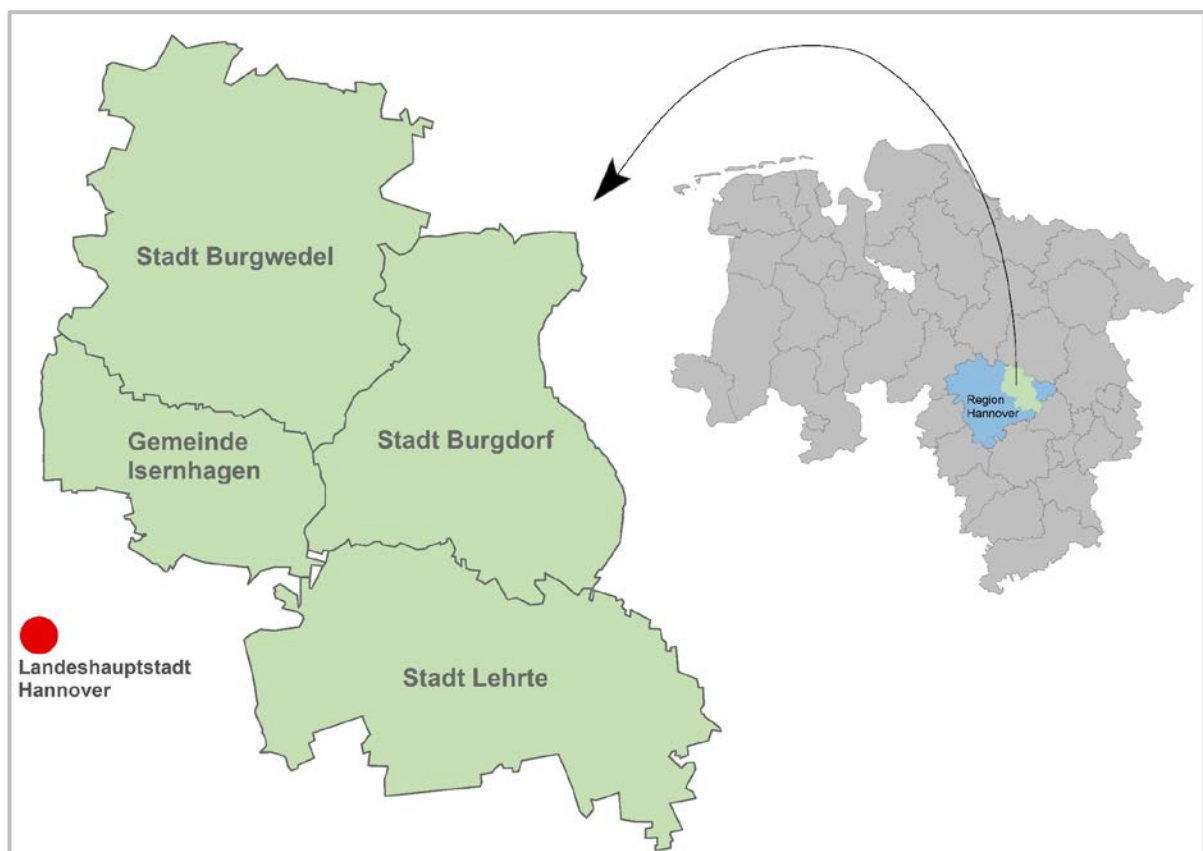 Stadt Burgwedel
Gemeinde
Isernhagen
Stadt Burgdorf
Region
Hannover
Landeshauptstadt
Hannover
Stadt Lehrte